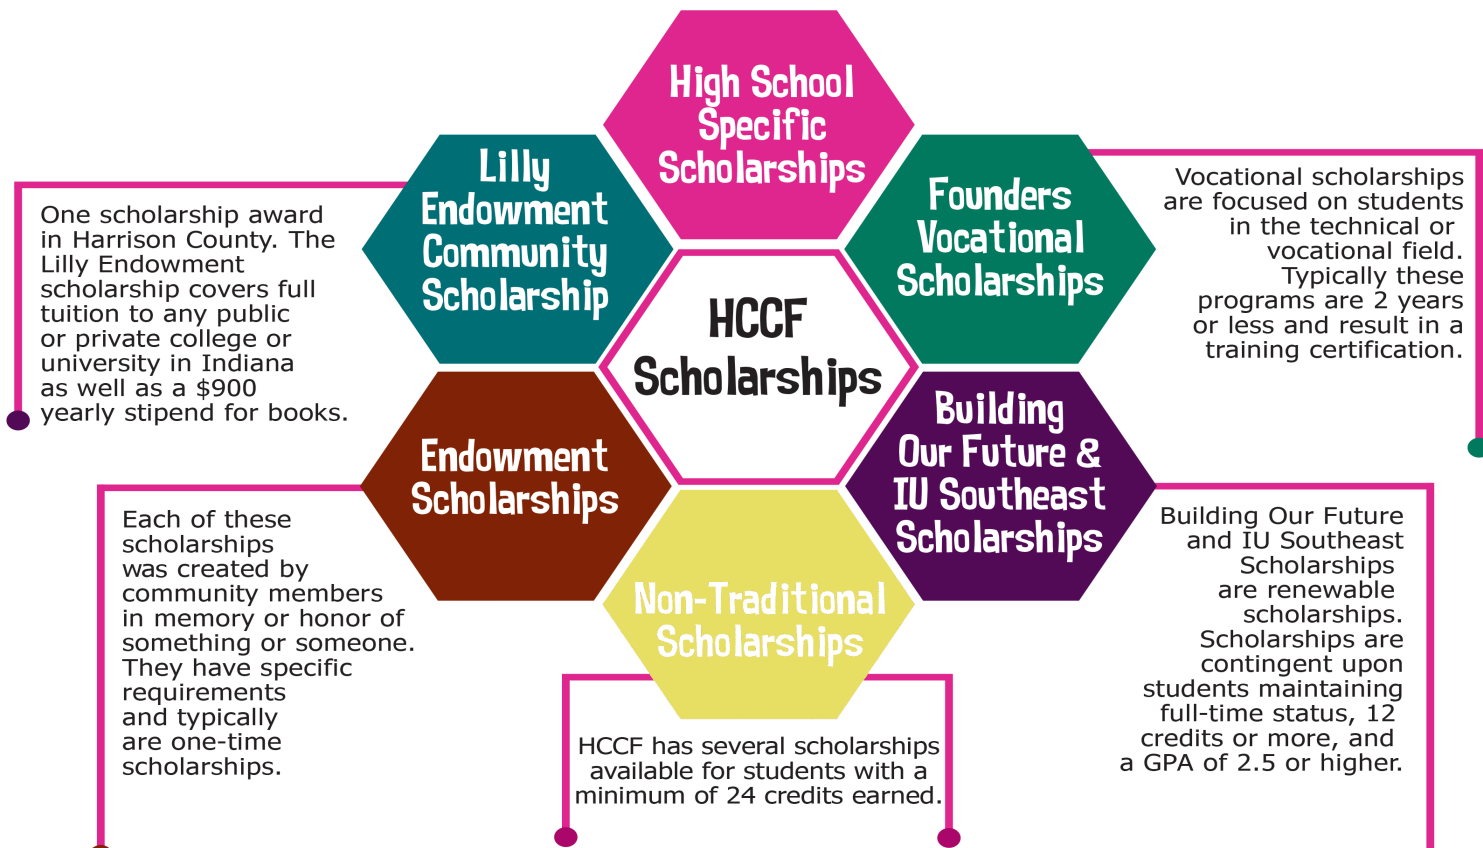 High School
Specific
Scholarships
Lilly
Endowment
Community
Scholarship
One scholarship award
in Harrison County. The
Lilly Endowment
scholarship covers full
tuition to any public
or private college or
university in Indiana
as well as a $900
yearly stipend for books.
Founders
Vocational
Scholarships
Vocational scholarships
are focused on students
in the technical or
vocational field.
Typically these
programs are 2 years
or less and result in a
training certification.
HCCF
Scholarships
Endowment
Scholarships
Each of these
scholarships
was created by
community members
in memory or honor of
something or someone.
They have specific
requirements
and typically
are one-time
scholarships.
Building
Our Future &
IU Southeast
Scholarships
Building Our Future
and IU Southeast
Scholarships
are renewable
scholarships.
Scholarships are
contingent upon
students maintaining
full-time status, 12
credits or more, and
a GPA of 2.5 or higher.
Non-Traditional
Scholarships
HCCF has several scholarships
available for students with a
minimum of 24 credits earned.